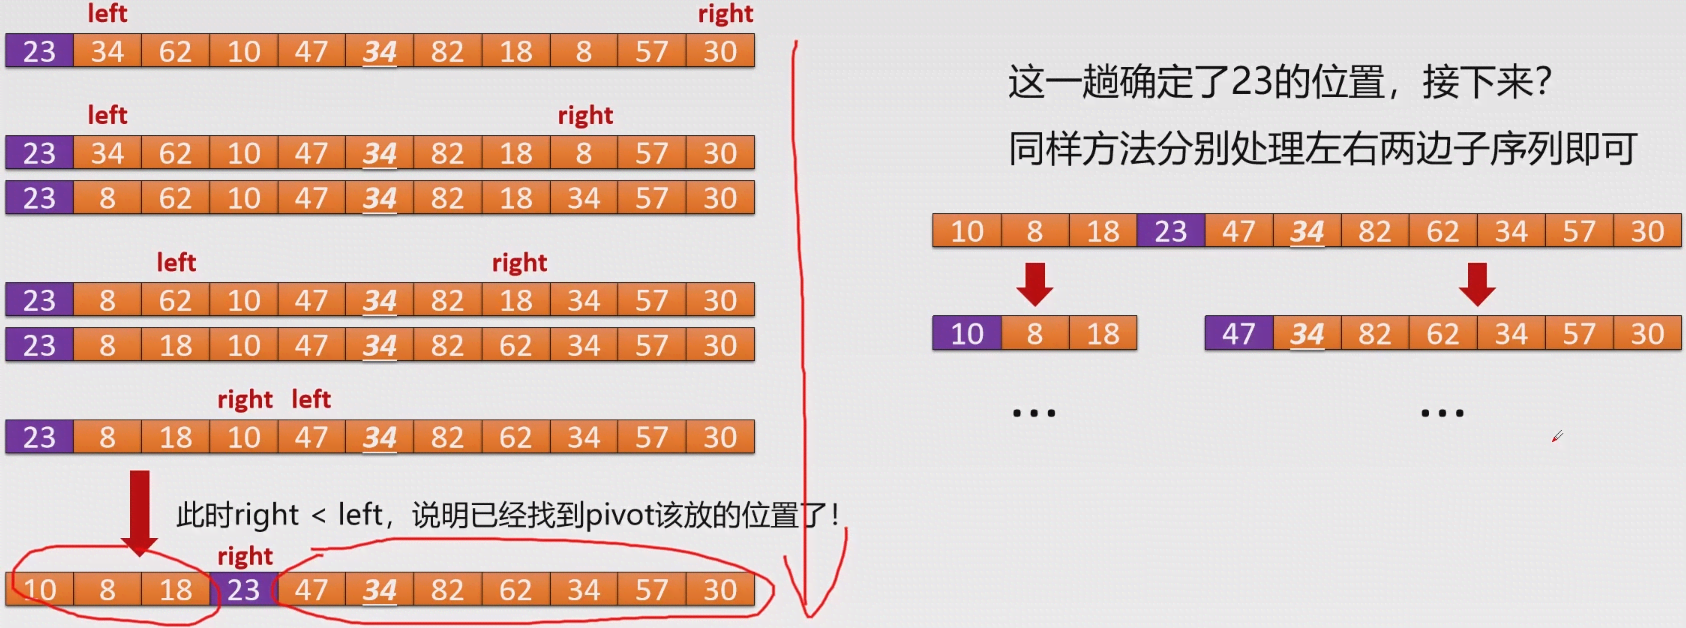 left right
23 34 62 10 47 34 82 18 8 57 30
left right
23 34 62 10 47 34 82 18 8 57 30
23 8 62 10 47 34 82 18 34 57 30
left right
23 8 62 10 47 34 82 18 34 57 30
23 8 18 10 47 34 82 62 34 57 30
right left
23 8 18 10 47 34 82 62 34 57 30
此时right < left，说明已经找到pivot该放的位置了！
right
10 8 18 23 47 34 82 62 34 57 30
这一趟确定了23的位置，接下来？
同样方法分别处理左右两边子序列即可
10 8 18 23 47 34 82 62 34 57 30
10 8 18 47 34 82 62 34 57 30
... ...